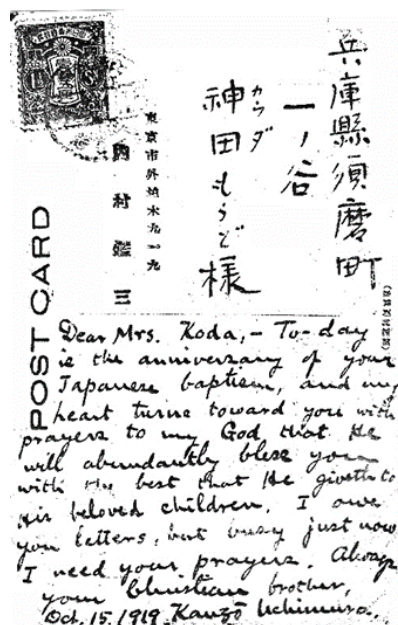 兵庫縣須磨町
一ノ谷
カウダ
神田もうど様
東京市外柏木九一九
内村鑑三
POST CARD
Dear Mrs. Koda,- To-day
is the anniversary of your
Japanese baptism, and my
heart turns toward you with
prayers to my God that He
will abundantly bless you
with the best that He giveth to
His beloved children. I owe
you letters, but busy just now
I need your prayers. Always
your Christian brother,
Oct. 15, 1919. Kanzō Uchimura.